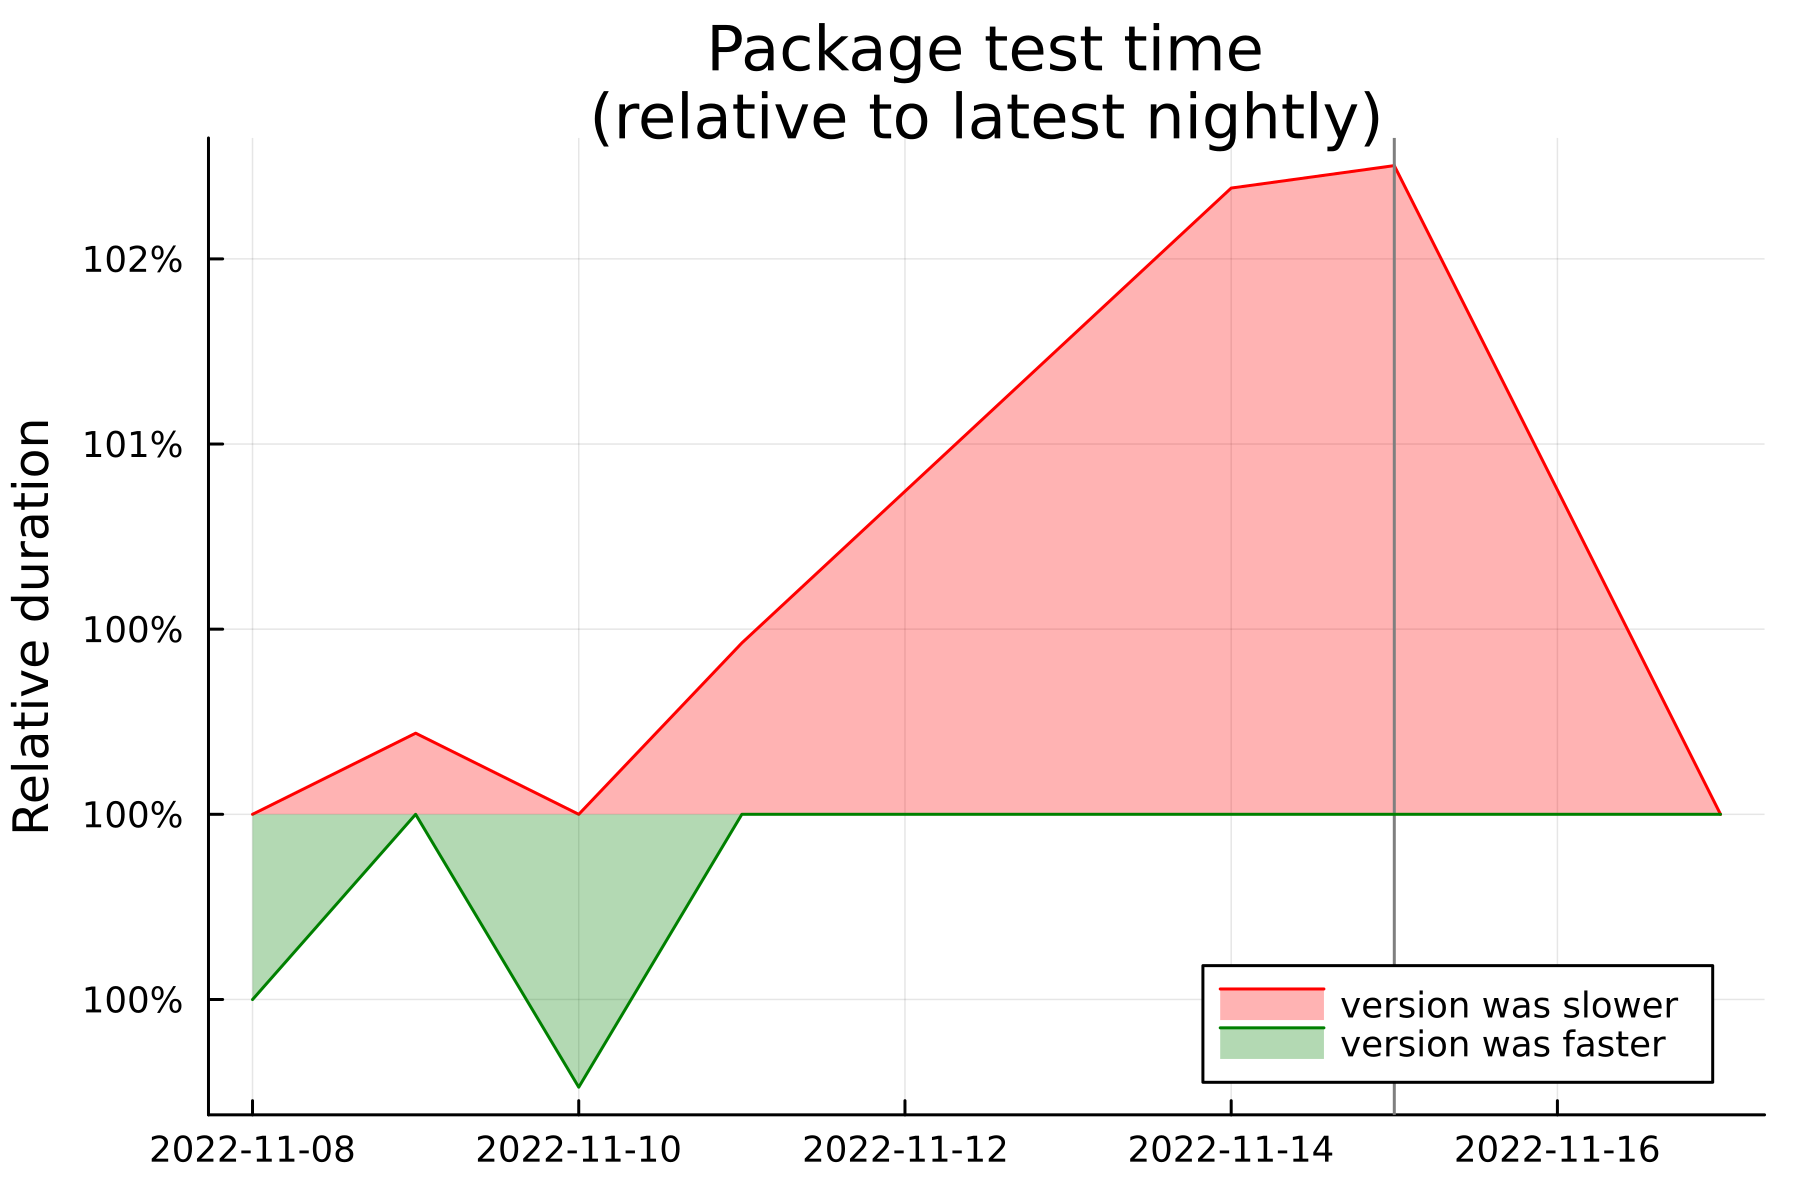 Package test time
(relative to latest nightly)
Relative duration
102%
101%
100%
100%
100%
version was slower
version was faster
2022-11-08
2022-11-10
2022-11-12
2022-11-14
2022-11-16